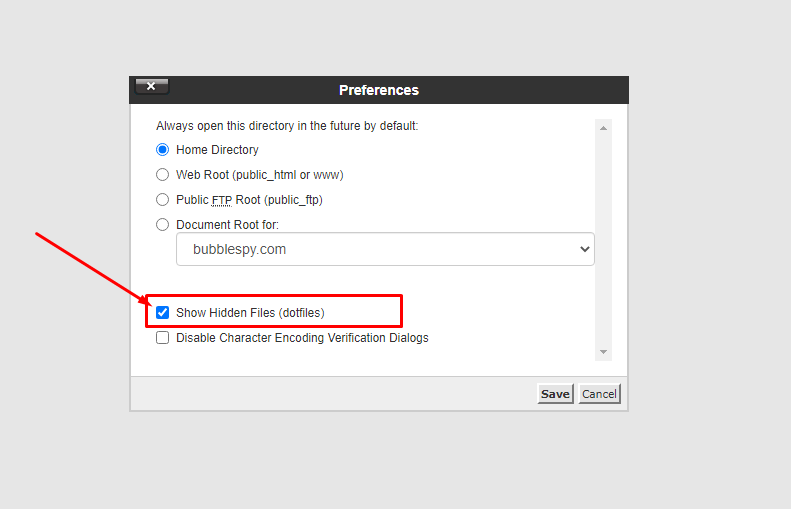 Preferences
Always open this directory in the future by default:
Home Directory
Web Root (public_html or www)
Public FTP Root (public_ftp)
Document Root for:
bubblespy.com
Show Hidden Files (dotfiles)
Disable Character Encoding Verification Dialogs
Save Cancel